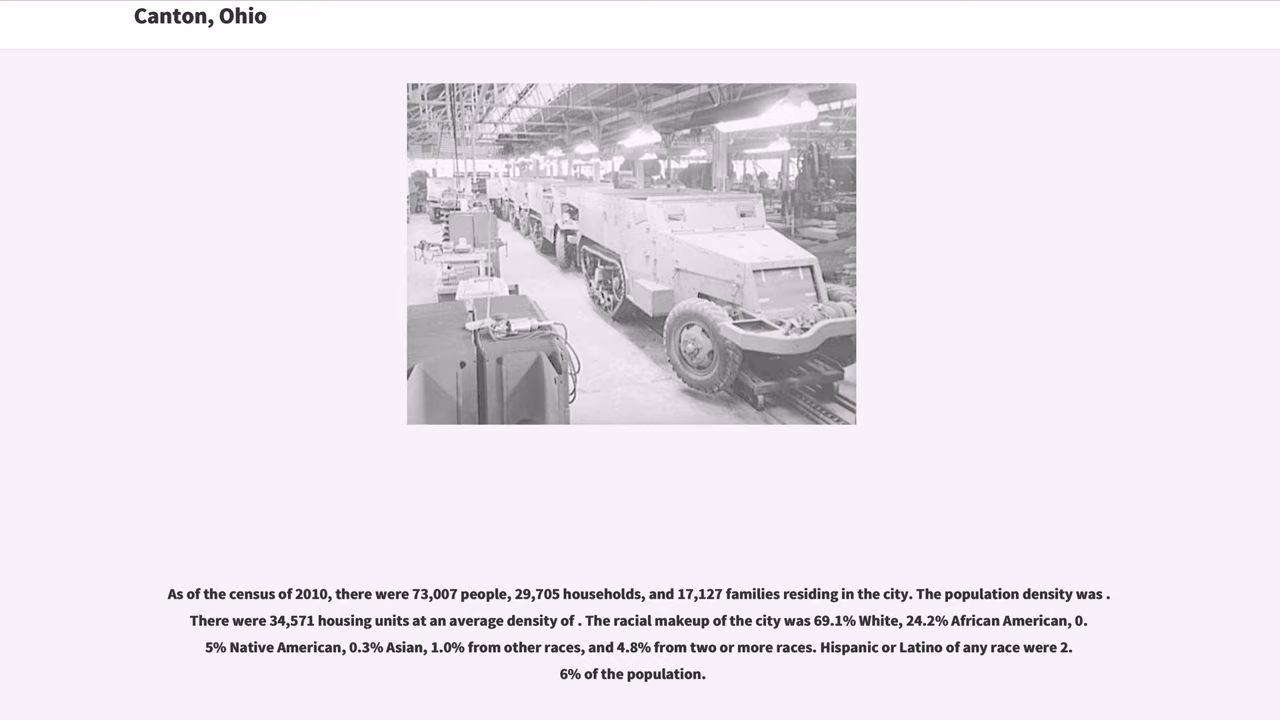 Canton, Ohio
As of the census of 2010, there were 73,007 people, 29,705 households, and 17,127 families residing in the city. The population density was .
There were 34,571 housing units at an average density of . The racial makeup of the city was 69.1% White, 24.2% African American, 0.
5% Native American, 0.3% Asian, 1.0% from other races, and 4.8% from two or more races. Hispanic or Latino of any race were 2.
6% of the population.